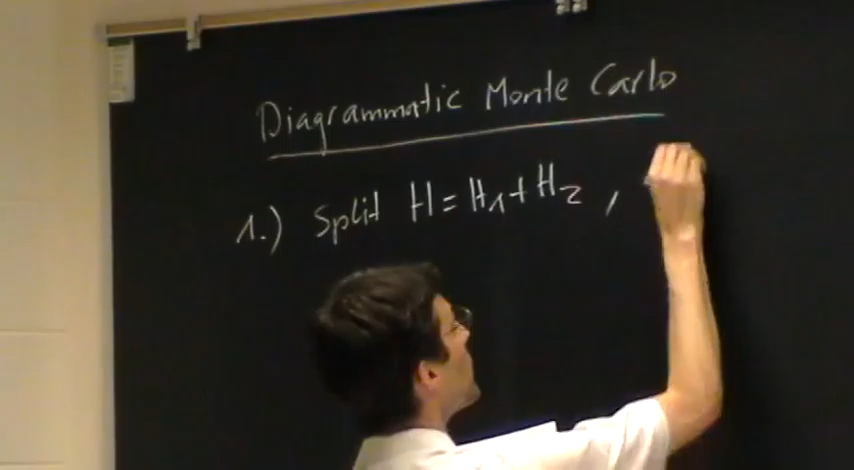 Diagrammatic Monte Carlo
1.) Split H = H₁ + H₂ ,